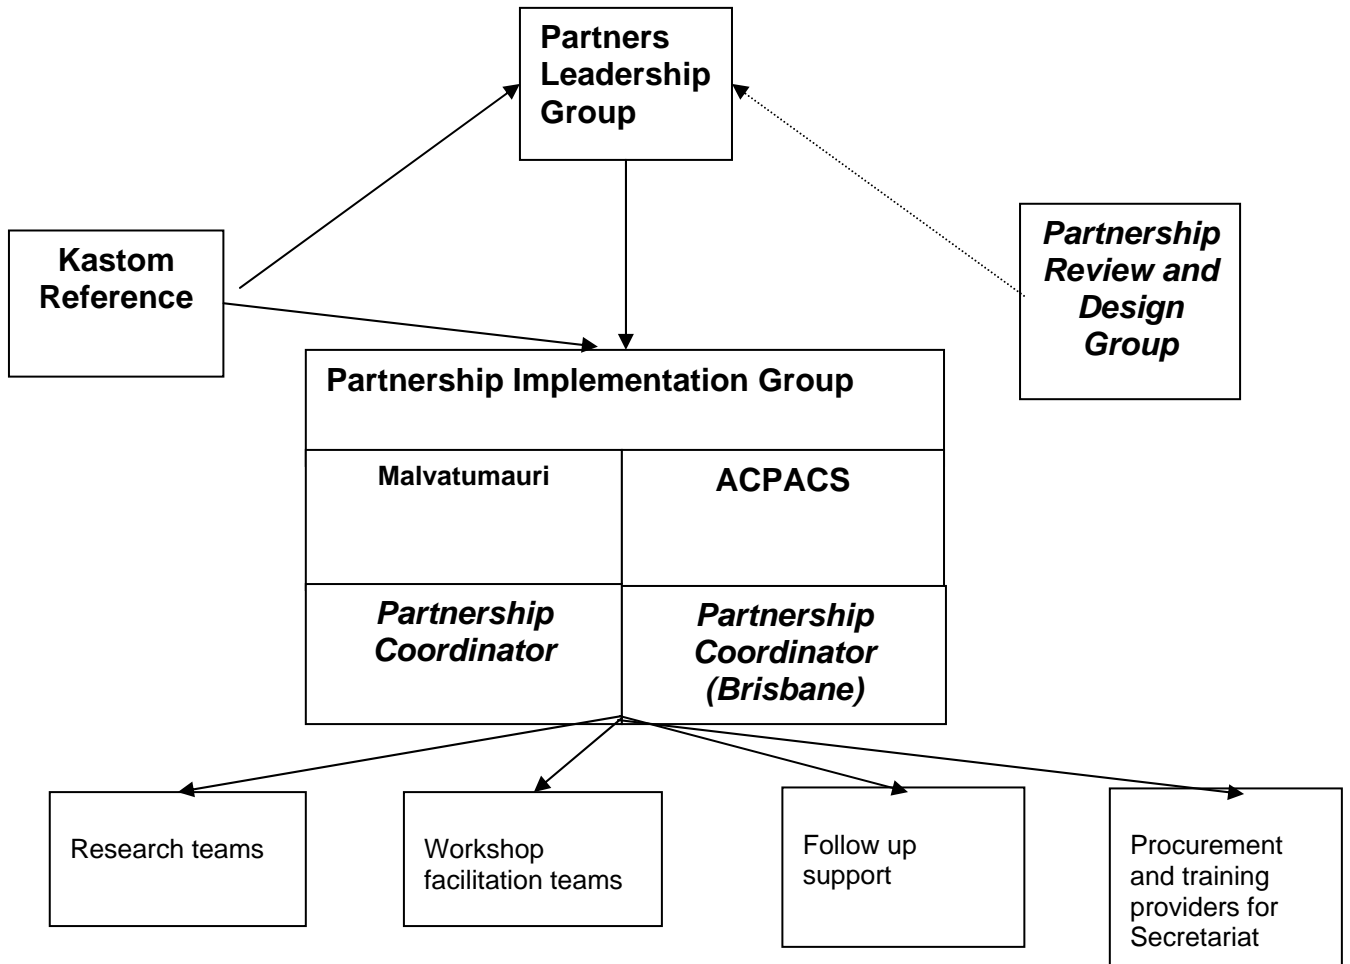 Partners
Leadership
Group
Kastom
Reference
Partnership
Review and
Design
Group
Partnership Implementation Group
Malvatumauri
ACPACS
Partnership
Coordinator
Partnership
Coordinator
(Brisbane)
Research teams
Workshop
facilitation teams
Follow up
support
Procurement
and training
providers for
Secretariat